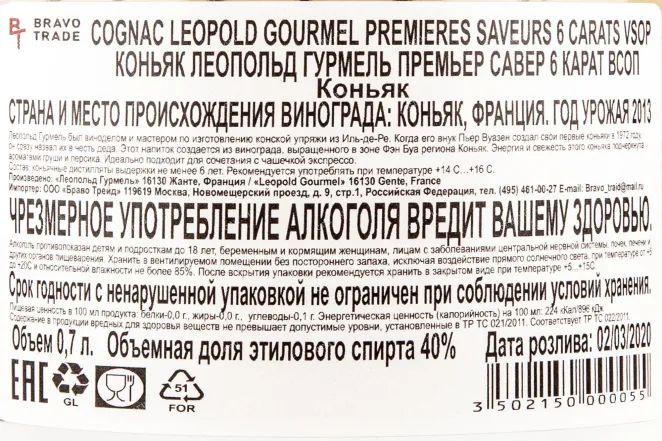 BRAVO
TRADE
COGNAC LEOPOLD GOURMEL PREMIERES SAVEURS 6 CARATS VSOP
КОНЬЯК ЛЕОПОЛЬД ГУРМЕЛЬ ПРЕМЬЕР САВЕР 6 КАРАТ ВСОП
Коньяк
СТРАНА И МЕСТО ПРОИСХОЖДЕНИЯ ВИНОГРАДА: КОНЬЯК, ФРАНЦИЯ. ГОД УРОЖАЯ 2013
Леопольд Гурмель был виноделом и мастером по изготовлению конской упряжи из Иль-де-Ре. Когда его внук Пьер Вуазен создал свои первые коньяки в 1972 году,
он сразу назвал их в честь деда. Этот напиток создается из винограда, выращенного в зоне Фэн Буа региона Коньяк. Энергия и свежесть этого коньяка подчеркнута
ароматами груши и персика. Идеально подходит для сочетания с чашечкой экспрессо.
Состав: коньячные дистилляты выдержки не менее 6 лет. Рекомендуется употреблять при температуре +14 С...+16 С.
Произведено: «Леопольд Гурмель» 16130 Жанте, Франция / «Leopold Gourmel» 16130 Gente, France
Импортер: ООО «Браво Трейд» 119619 Москва, Новомещерский проезд, д. 9, стр.1, Российская Федерация, тел. (495) 461-00-27 E-mail: Bravo_traid@mail.ru
ЧРЕЗМЕРНОЕ УПОТРЕБЛЕНИЕ АЛКОГОЛЯ ВРЕДИТ ВАШЕМУ ЗДОРОВЬЮ.
Алкоголь противопоказан детям и подросткам до 18 лет, беременным и кормящим женщинам, лицам с заболеваниями центральной нервной системы, почек, печени и
других органов пищеварения. Хранить в вентилируемом помещении без постороннего запаха, исключая воздействие прямого солнечного света, при температуре от +5
до +20С и относительности не более 85%. После вскрытия упаковки рекомендуется хранить в закрытом виде при температуре +5...+15С
Срок годности с ненарушенной упаковкой не ограничен при соблюдении условий хранения.
Пищевая ценность в 100 мл продукта: белки-0,0 г., жиры-0,0 г., углеводы-0,1 г. Энергетическая ценность (калорийность) на 100 мл: 224 кКал/896 кДж
Содержание в продукции вредных для здоровья веществ не превышает допустимые уровни, установленные в ТР ТС 021/2011. Соответствует ТР ТС 022/2011.
Объем 0,7 л. Объемная доля этилового спирта 40% Дата розлива: 02/03/2020
EAC
GL
51
FOR
3 502150 000055